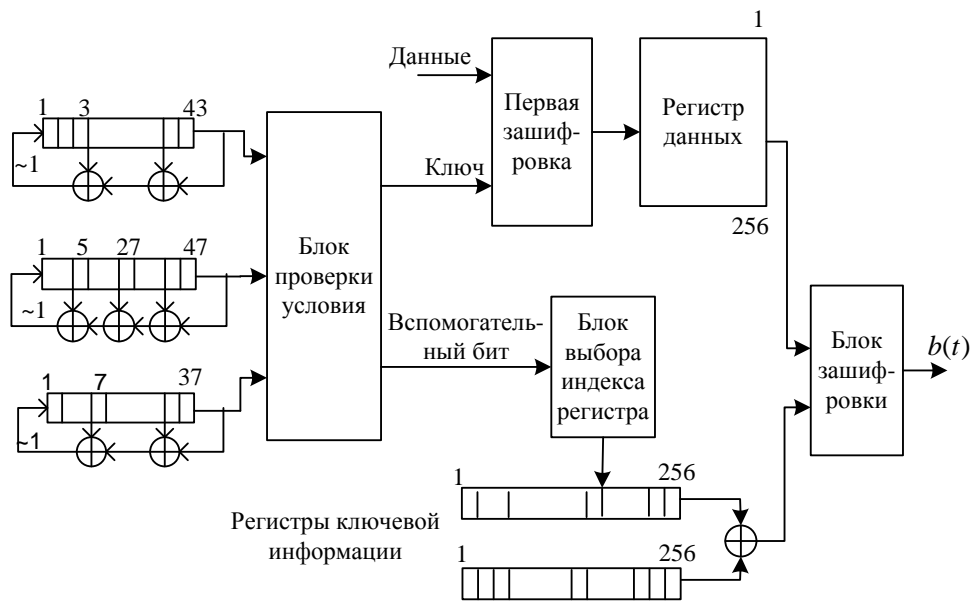 1
Данные
Первая
зашиф-
ровка
Регистр
данных
1 3 43
~1
Ключ
256
1 5 27 47
~1
Блок
проверки
условия
Вспомогатель-
ный бит
Блок
выбора
индекса
регистра
Блок
зашиф-
ровки
b(t)
1 7 37
~1
1 256
Регистры ключевой
информации
1 256